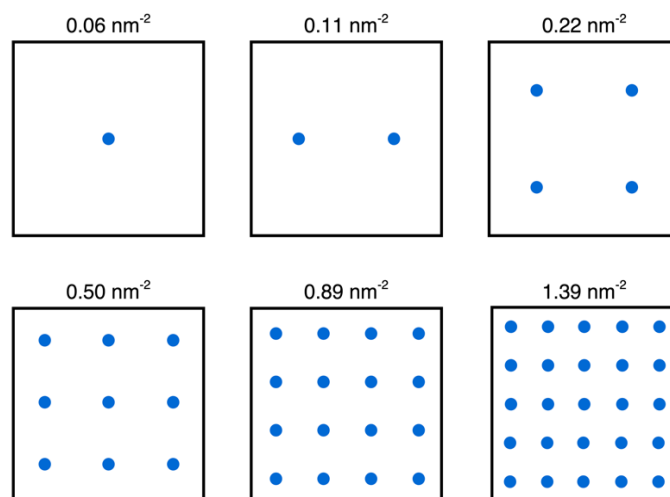 0.06 nm⁻² 0.11 nm⁻² 0.22 nm⁻²
0.50 nm⁻² 0.89 nm⁻² 1.39 nm⁻²